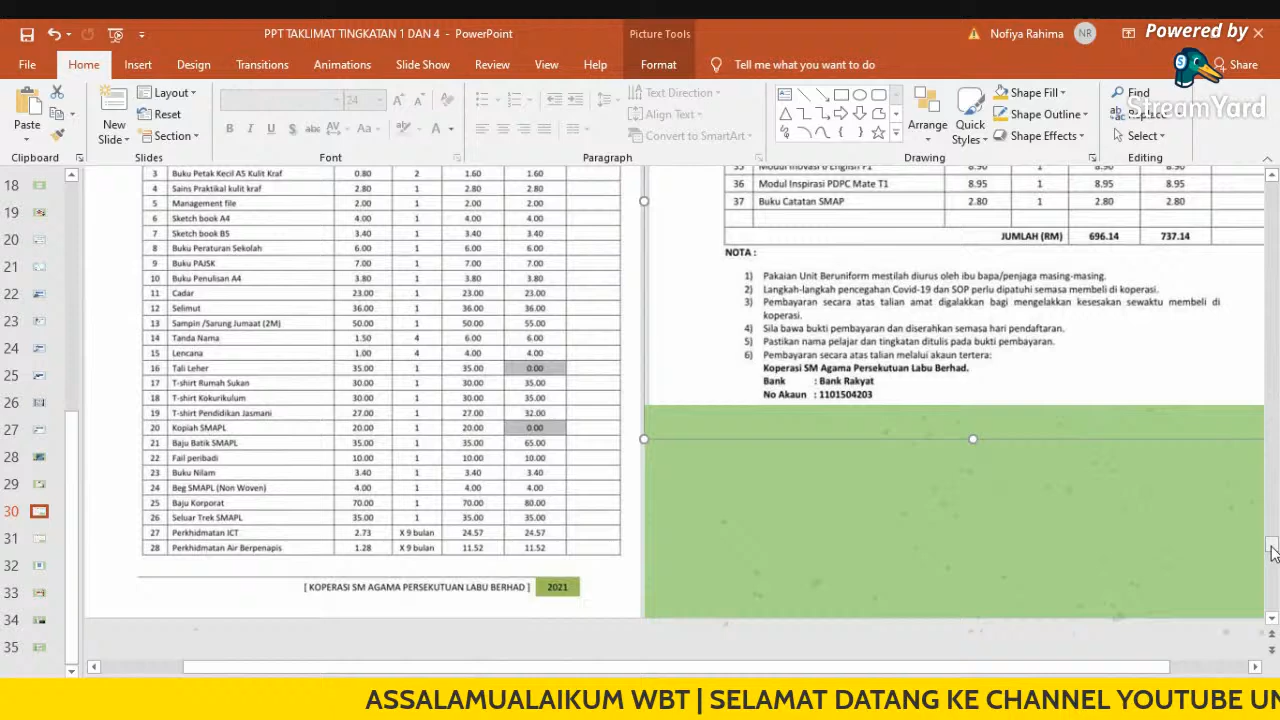 PPT TAKLIMAT TINGKATAN 1 DAN 4 - PowerPoint
Picture Tools
Nofiya Rahima
NR
Powered by
StreamYard
File
Home
Insert
Design
Transitions
Animations
Slide Show
Review
View
Help
Format
Tell me what you want to do
Share
Paste
New Slide
Layout
Reset
Section
24
B I U S abc AV Aa A
Text Direction
Align Text
Convert to SmartArt
Arrange
Quick Styles
Shape Fill
Shape Outline
Shape Effects
Find
Select
Clipboard
Slides
Font
Paragraph
Drawing
Editing
18
19
20
21
22
23
24
25
26
27
28
29
30
31
32
33
34
35
3 Buku Petak Kecil A5 Kulit Kraf 0.80 2 1.60 1.60
4 Sains Praktikal kulit kraf 2.80 1 2.80 2.80
5 Management file 2.00 1 2.00 2.00
6 Sketch book A4 4.00 1 4.00 4.00
7 Sketch book B5 3.40 1 3.40 3.40
8 Buku Peraturan Sekolah 6.00 1 6.00 6.00
9 Buku PAJSK 7.00 1 7.00 7.00
10 Buku Penulisan A4 3.80 1 3.80 3.80
11 Cadar 23.00 1 23.00 23.00
12 Selimut 36.00 1 36.00 36.00
13 Sampin /Sarung Jumaat (2M) 50.00 1 50.00 55.00
14 Tanda Nama 1.50 4 6.00 6.00
15 Lencana 1.00 4 4.00 4.00
16 Tali Leher 35.00 1 35.00 0.00
17 T-shirt Rumah Sukan 30.00 1 30.00 35.00
18 T-shirt Kokurikulum 30.00 1 30.00 35.00
19 T-shirt Pendidikan Jasmani 27.00 1 27.00 32.00
20 Kopiah SMAPL 20.00 1 20.00 0.00
21 Baju Batik SMAPL 35.00 1 35.00 65.00
22 Fail peribadi 10.00 1 10.00 10.00
23 Buku Nilam 3.40 1 3.40 3.40
24 Beg SMAPL (Non Woven) 4.00 1 4.00 4.00
25 Baju Korporat 70.00 1 70.00 80.00
26 Seluar Trek SMAPL 35.00 1 35.00 35.00
27 Perkhidmatan ICT 2.73 X 9 bulan 24.57 24.57
28 Perkhidmatan Air Berpenapis 1.28 X 9 bulan 11.52 11.52
[ KOPERASI SM AGAMA PERSEKUTUAN LABU BERHAD ] 2021
36 Modul Inspirasi PDPC Mate T1 8.95 1 8.95 8.95
37 Buku Catatan SMAP 2.80 1 2.80 2.80
JUMLAH (RM) 696.14 737.14
NOTA :
1) Pakaian Unit Beruniform mestilah diurus oleh ibu bapa/penjaga masing-masing.
2) Langkah-langkah pencegahan Covid-19 dan SOP perlu dipatuhi semasa membeli di koperasi.
3) Pembayaran secara atas talian amat digalakkan bagi mengelakkan kesesakan sewaktu membeli di
koperasi.
4) Sila bawa bukti pembayaran dan diserahkan semasa hari pendaftaran.
5) Pastikan nama pelajar dan tingkatan ditulis pada bukti pembayaran.
6) Pembayaran secara atas talian melalui akaun tertera:
Koperasi SM Agama Persekutuan Labu Berhad.
Bank : Bank Rakyat
No Akaun : 1101504203
ASSALAMUALAIKUM WBT | SELAMAT DATANG KE CHANNEL YOUTUBE UN